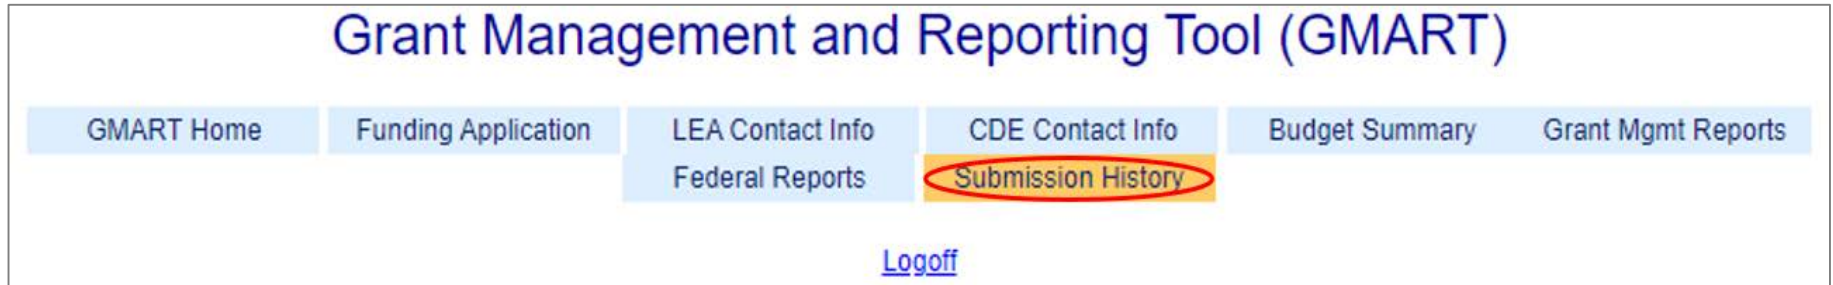 Grant Management and Reporting Tool (GMART)
GMART Home Funding Application LEA Contact Info CDE Contact Info Budget Summary Grant Mgmt Reports
Federal Reports Submission History
Logoff